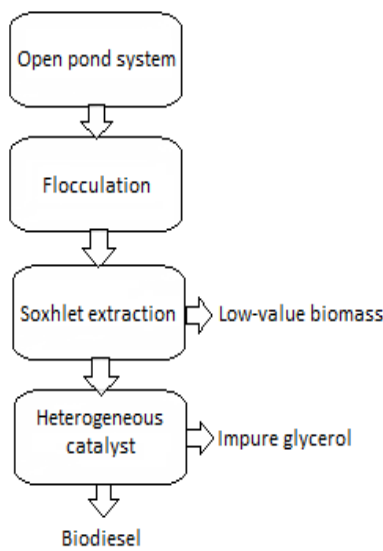 Open pond system
Flocculation
Soxhlet extraction
Low-value biomass
Heterogeneous
catalyst
Impure glycerol
Biodiesel